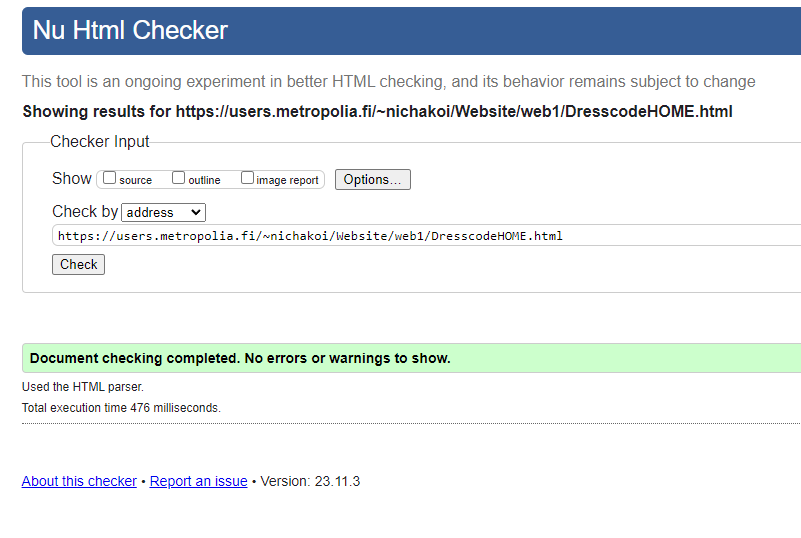 Nu Html Checker
This tool is an ongoing experiment in better HTML checking, and its behavior remains subject to change
Showing results for https://users.metropolia.fi/~nichakoi/Website/web1/DresscodeHOME.html
Checker Input
Show source outline image report Options...
Check by address
https://users.metropolia.fi/~nichakoi/Website/web1/DresscodeHOME.html
Check
Document checking completed. No errors or warnings to show.
Used the HTML parser.
Total execution time 476 milliseconds.
About this checker • Report an issue • Version: 23.11.3